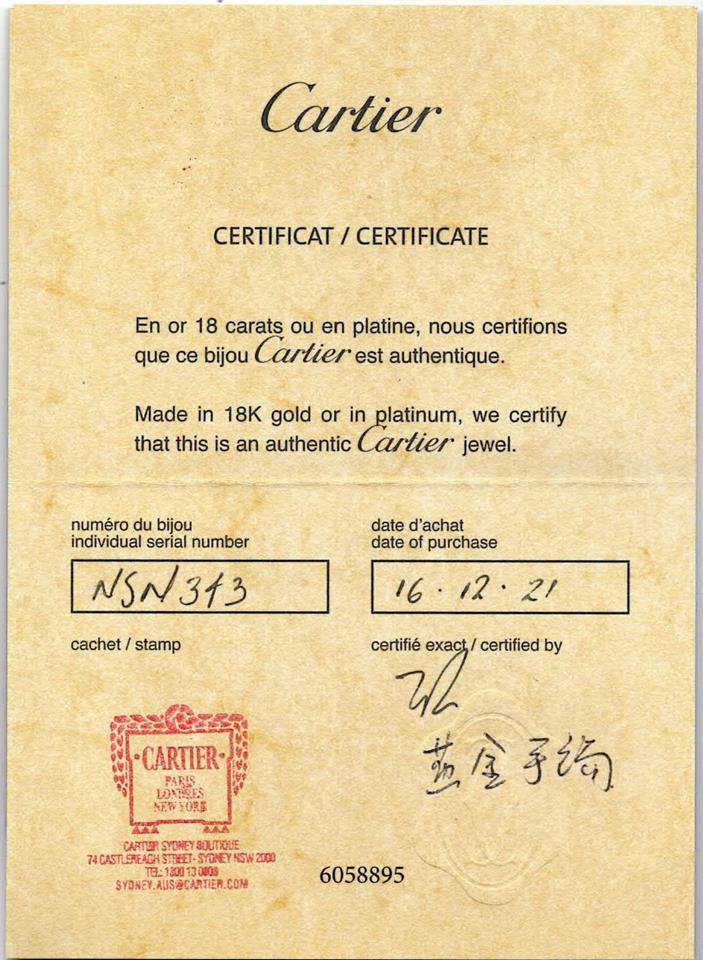 Cartier
CERTIFICAT / CERTIFICATE
En or 18 carats ou en platine, nous certifions
que ce bijou Cartier est authentique.
Made in 18K gold or in platinum, we certify
that this is an authentic Cartier jewel.
numéro du bijou
individual serial number
NSN343
date d'achat
date of purchase
16.12.21
cachet / stamp
certifié exact / certified by
金手镯
CARTIER
PARIS
LONDRES
NEW YORK
CARTIER SYDNEY BOUTIQUE
74 CASTLEREAGH STREET- SYDNEY NSW 2000
TEL: 1800 13 0000
SYDNEY.AUS@CARTIER.COM
6058895